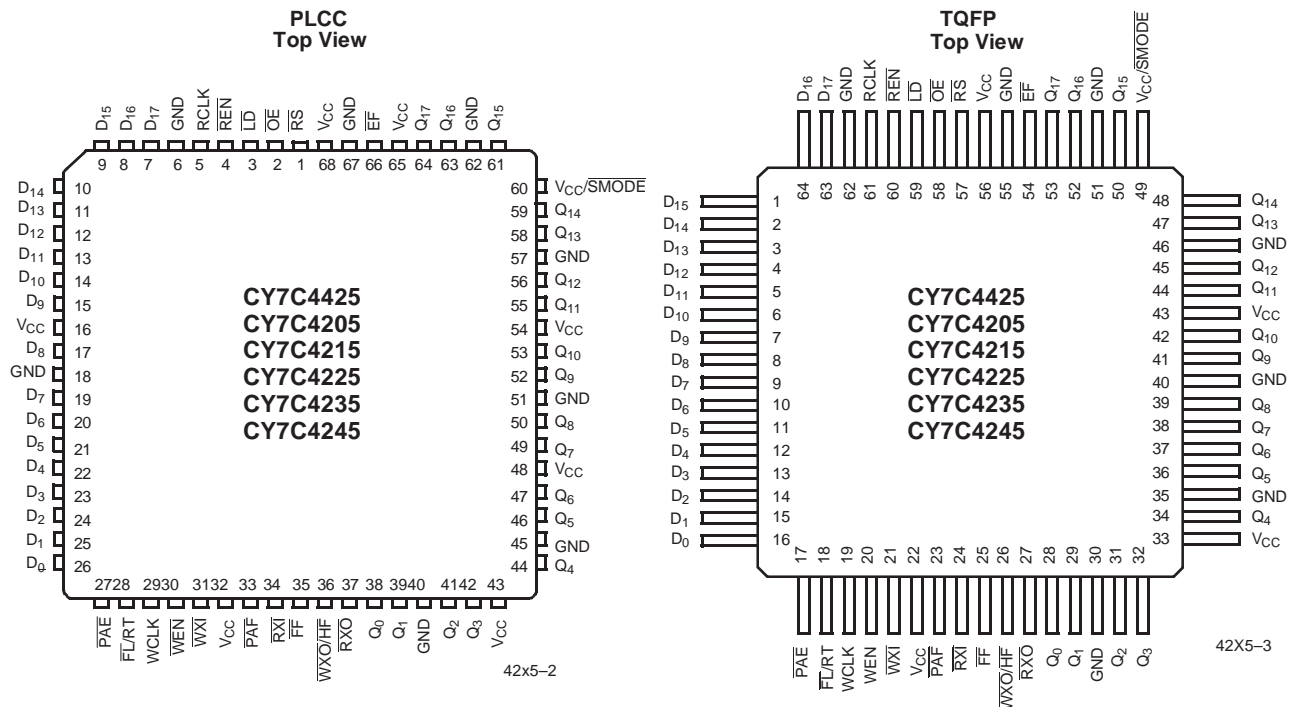 PLCC
Top View
D15 D16 D17 GND RCLK REN LD OE RS VCC GND EF VCC Q17 Q16 GND Q15
9 8 7 6 5 4 3 2 1 68 67 66 65 64 63 62 61
D14 10
D13 11
D12 12
D11 13
D10 14
D9 15
VCC 16
D8 17
GND 18
D7 19
D6 20
D5 21
D4 22
D3 23
D2 24
D1 25
D0 26
CY7C4425
CY7C4205
CY7C4215
CY7C4225
CY7C4235
CY7C4245
60 VCC/SMODE
59 Q14
58 Q13
57 GND
56 Q12
55 Q11
54 VCC
53 Q10
52 Q9
51 GND
50 Q8
49 Q7
48 VCC
47 Q6
46 Q5
45 GND
44 Q4
27 28 29 30 31 32 33 34 35 36 37 38 39 40 41 42 43
PAE FL/RT WCLK WEN WXI VCC PAF RXI FF WXO/HF RXO Q0 Q1 GND Q2 Q3 VCC
42x5–2
TQFP
Top View
D16 D17 GND RCLK REN LD OE RS VCC GND EF Q17 Q16 GND Q15 VCC/SMODE
64 63 62 61 60 59 58 57 56 55 54 53 52 51 50 49
D15 1
D14 2
D13 3
D12 4
D11 5
D10 6
D9 7
D8 8
D7 9
D6 10
D5 11
D4 12
D3 13
D2 14
D1 15
D0 16
CY7C4425
CY7C4205
CY7C4215
CY7C4225
CY7C4235
CY7C4245
48 Q14
47 Q13
46 GND
45 Q12
44 Q11
43 VCC
42 Q10
41 Q9
40 GND
39 Q8
38 Q7
37 Q6
36 Q5
35 GND
34 Q4
33 VCC
17 18 19 20 21 22 23 24 25 26 27 28 29 30 31 32
PAE FL/RT WCLK WEN WXI VCC PAF RXI FF WXO/HF RXO Q0 Q1 GND Q2 Q3
42X5–3